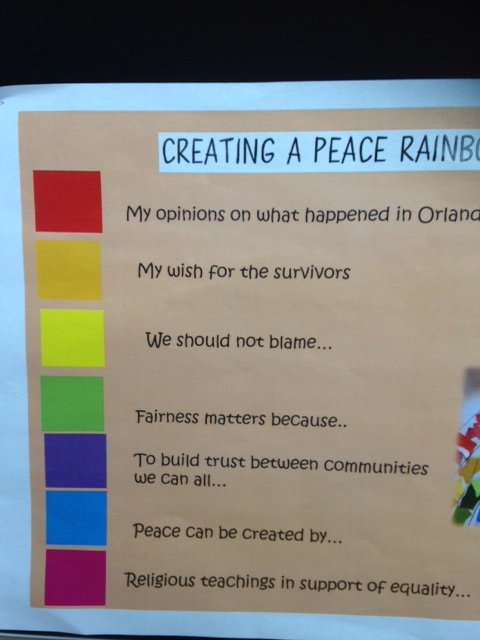 CREATING A PEACE RAINBO
My opinions on what happened in Orland
My wish for the survivors
We should not blame...
Fairness matters because..
To build trust between communities
we can all...
Peace can be created by...
Religious teachings in support of equality...